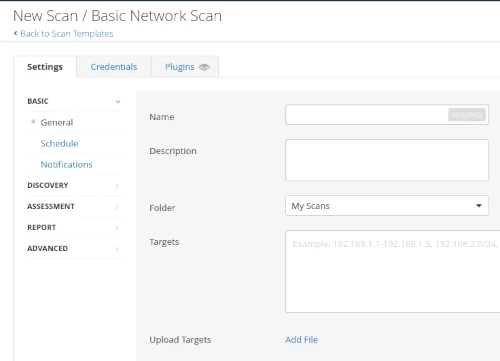 New Scan / Basic Network Scan
Back to Scan Templates
Settings
Credentials
Plugins
BASIC
General
Schedule
Notifications
DISCOVERY
ASSESSMENT
REPORT
ADVANCED
Name
REQUIRED
Description
Folder
My Scans
Targets
Example: 192.168.1.1-192.168.1.5, 192.168.2.0/24,
Upload Targets
Add File